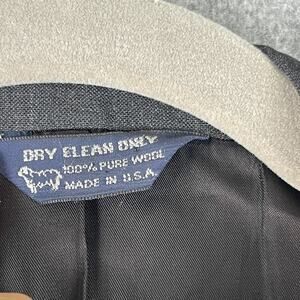 DRY CLEAN ONLY
100% PURE WOOL
MADE IN U.S.A.